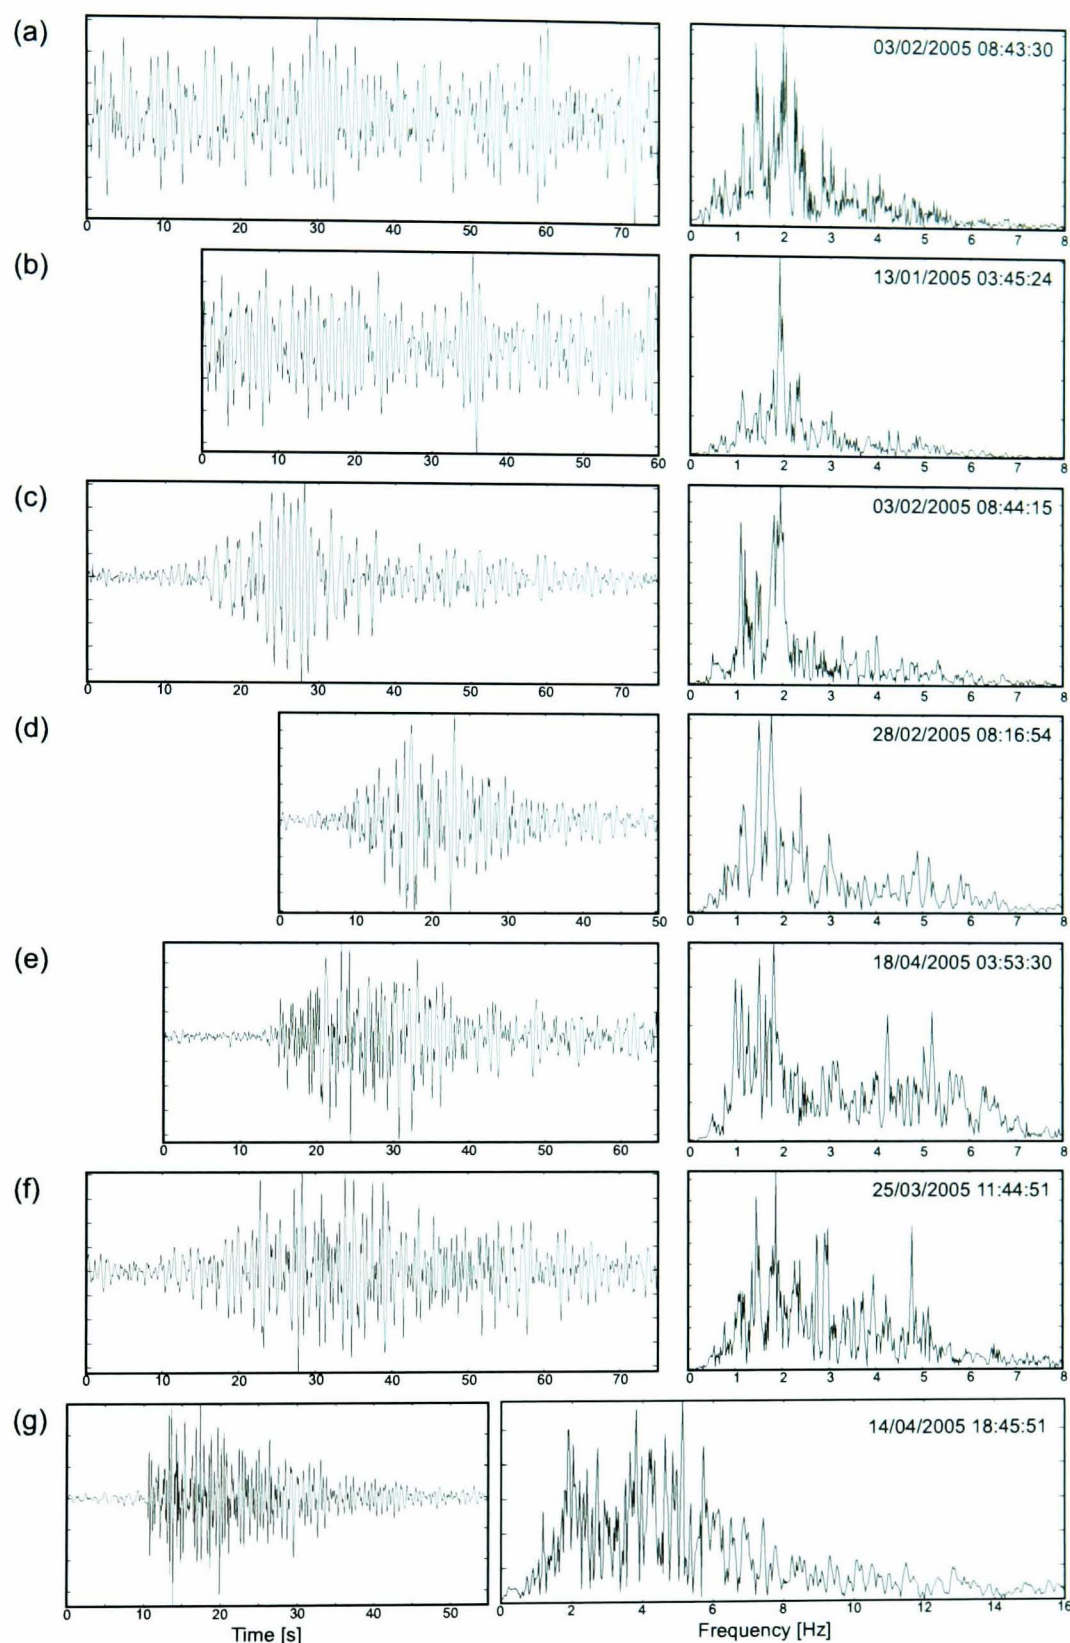 (a)
03/02/2005 08:43:30
0 10 20 30 40 50 60 70
0 1 2 3 4 5 6 7 8
(b)
13/01/2005 03:45:24
0 10 20 30 40 50 60
0 1 2 3 4 5 6 7 8
(c)
03/02/2005 08:44:15
0 10 20 30 40 50 60 70
0 1 2 3 4 5 6 7 8
(d)
28/02/2005 08:16:54
0 10 20 30 40 50
0 1 2 3 4 5 6 7 8
(e)
18/04/2005 03:53:30
0 10 20 30 40 50 60
0 1 2 3 4 5 6 7 8
(f)
25/03/2005 11:44:51
0 10 20 30 40 50 60 70
0 1 2 3 4 5 6 7 8
(g)
14/04/2005 18:45:51
0 10 20 30 40 50
0 2 4 6 8 10 12 14 16
Time [s]
Frequency [Hz]